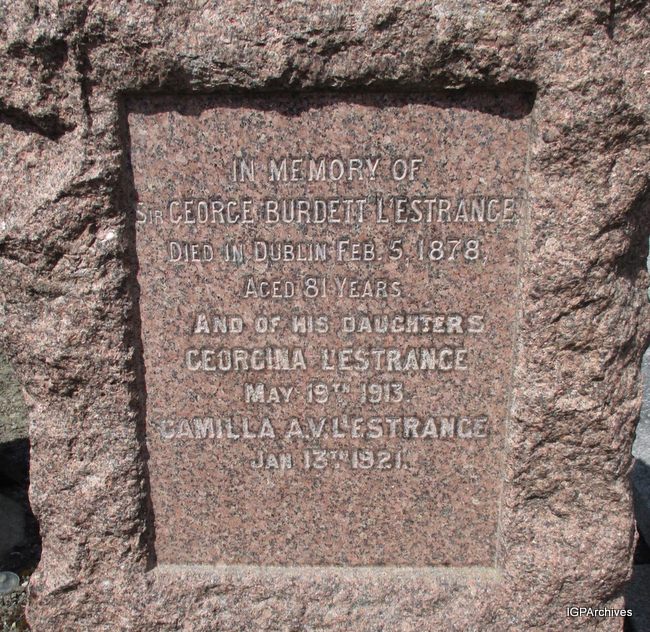 IN MEMORY OF
SIR GEORGE BURDETT L'ESTRANGE
DIED IN DUBLIN FEB. 5, 1878,
AGED 81 YEARS
AND OF HIS DAUGHTERS
GEORGINA L'ESTRANGE
MAY 19TH 1913.
CAMILLA A.V. L'ESTRANGE
JAN 13TH 1921.
IGPArchives